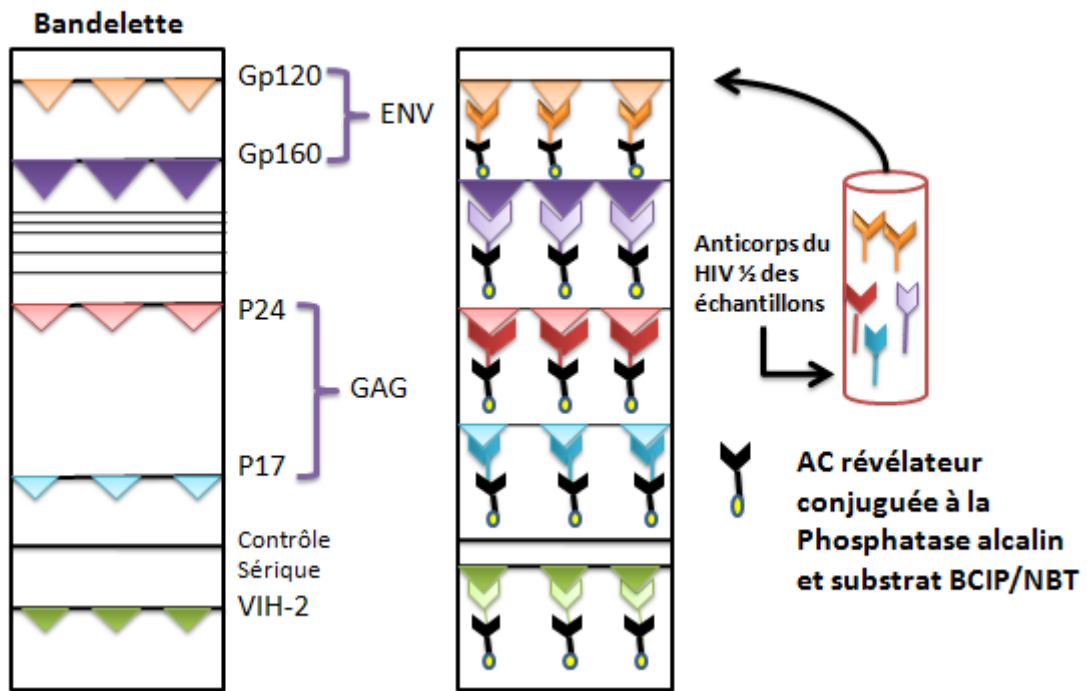 Bandelette
Gp120
ENV
Gp160
P24
GAG
P17
Contrôle
Sérique
VIH-2
Anticorps du
HIV ½ des
échantillons
AC révélateur
conjuguée à la
Phosphatase alcalin
et substrat BCIP/NBT